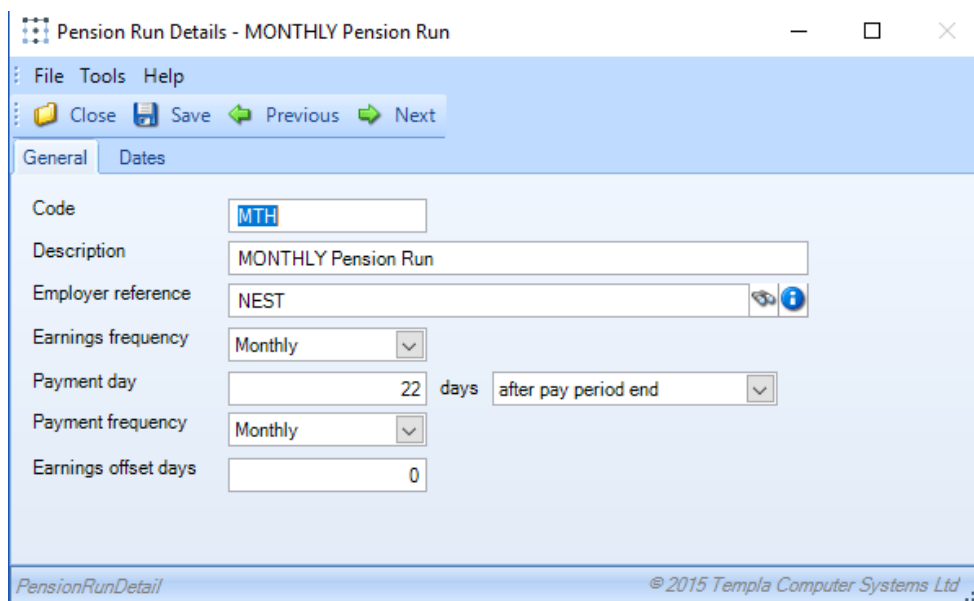 Pension Run Details - MONTHLY Pension Run
File Tools Help
Close Save Previous Next
General Dates
Code MTH
Description MONTHLY Pension Run
Employer reference NEST
Earnings frequency Monthly
Payment day 22 days after pay period end
Payment frequency Monthly
Earnings offset days 0
PensionRunDetail © 2015 Templa Computer Systems Ltd